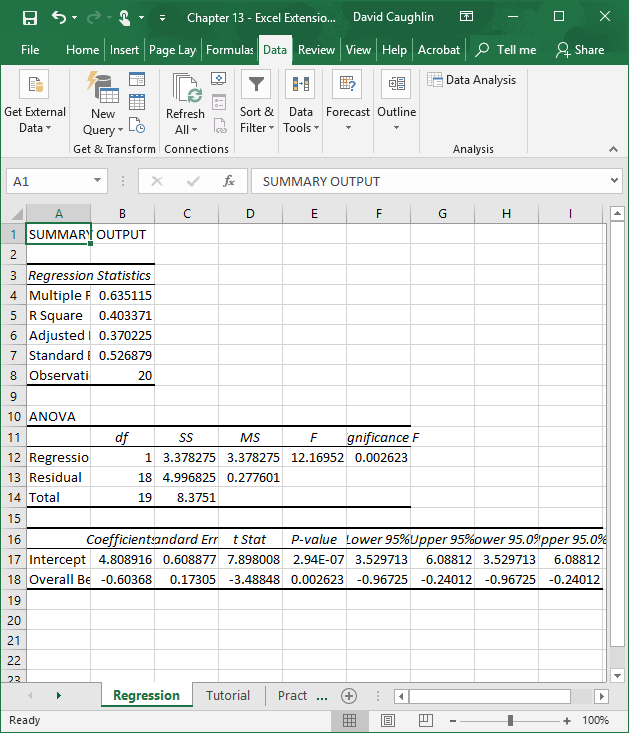 Chapter 13 - Excel Extensio... David Caughlin
File Home Insert Page Lay Formulas Data Review View Help Acrobat Tell me Share
Get External Data
New Query
Refresh All
Sort & Filter
Data Tools
Forecast
Outline
Data Analysis
Get & Transform Connections Analysis
A1 fx SUMMARY OUTPUT
A B C D E F G H I
1 SUMMARY OUTPUT
2
3 Regression Statistics
4 Multiple R 0.635115
5 R Square 0.403371
6 Adjusted 0.370225
7 Standard E 0.526879
8 Observati 20
9
10 ANOVA
11 df SS MS F gnificance F
12 Regressio 1 3.378275 3.378275 12.16952 0.002623
13 Residual 18 4.996825 0.277601
14 Total 19 8.3751
15
16 Coefficients andard Err t Stat P-value Lower 95% Upper 95% ower 95.0% pper 95.0%
17 Intercept 4.808916 0.608877 7.898008 2.94E-07 3.529713 6.08812 3.529713 6.08812
18 Overall Be -0.60368 0.17305 -3.48848 0.002623 -0.96725 -0.24012 -0.96725 -0.24012
19
20
21
22
23
Regression Tutorial Pract ...
Ready 100%